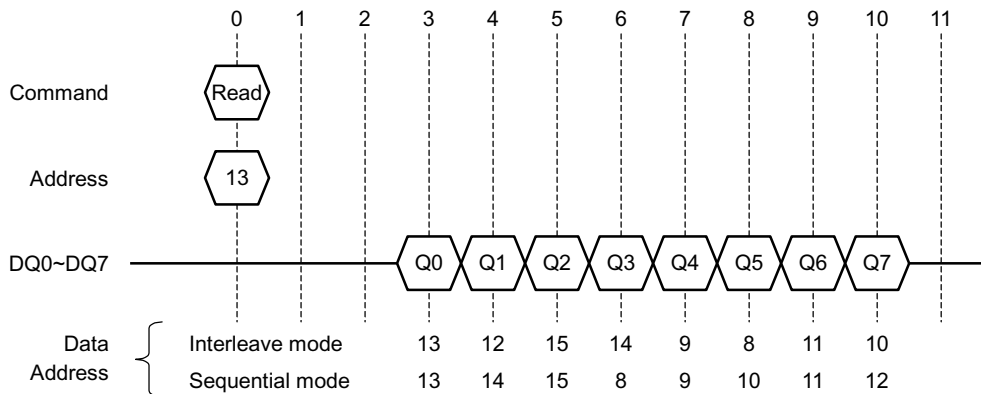 0 1 2 3 4 5 6 7 8 9 10 11
Command Read
Address 13
DQ0~DQ7 Q0 Q1 Q2 Q3 Q4 Q5 Q6 Q7
Data Interleave mode 13 12 15 14 9 8 11 10
Address Sequential mode 13 14 15 8 9 10 11 12